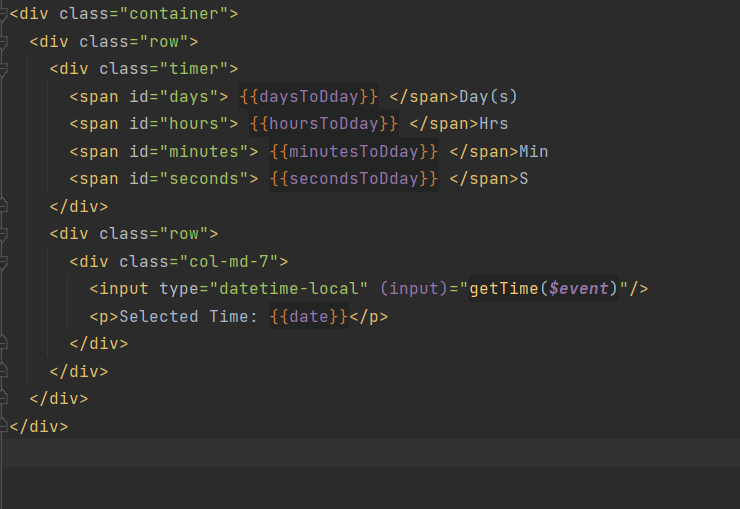 <div class="container">
<div class="row">
<div class="timer">
<span id="days"> {{daysToDday}} </span>Day(s)
<span id="hours"> {{hoursToDday}} </span>Hrs
<span id="minutes"> {{minutesToDday}} </span>Min
<span id="seconds"> {{secondsToDday}} </span>S
</div>
<div class="row">
<div class="col-md-7">
<input type="datetime-local" (input)="getTime($event)"/>
<p>Selected Time: {{date}}</p>
</div>
</div>
</div>
</div>